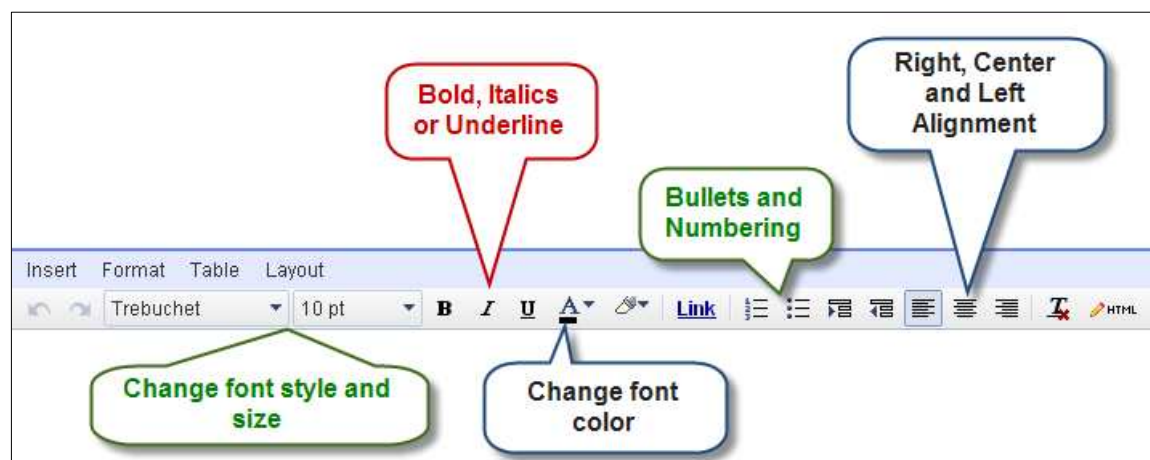 Bold, Italics
or Underline
Right, Center
and Left
Alignment
Bullets and
Numbering
Insert Format Table Layout
Trebuchet 10 pt B I U A Link T HTML
Change font style and
size
Change font
color